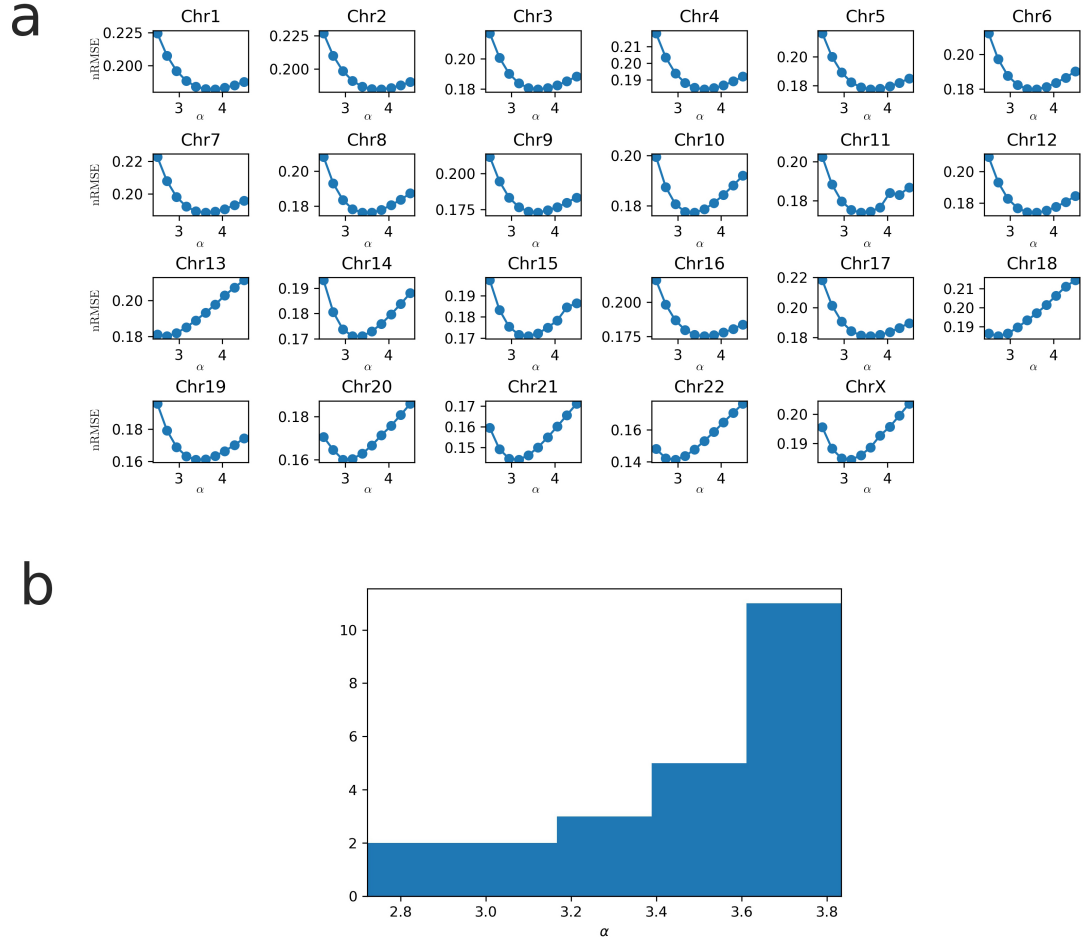 a
Chr1 Chr2 Chr3 Chr4 Chr5 Chr6
nRMSE 0.225 0.200 0.225 0.200 0.20 0.18 0.21 0.20 0.19 0.20 0.18 0.20 0.18
3 4 3 4 3 4 3 4 3 4 3 4
α α α α α α
Chr7 Chr8 Chr9 Chr10 Chr11 Chr12
nRMSE 0.22 0.20 0.20 0.18 0.200 0.175 0.20 0.18 0.20 0.18 0.20 0.18
3 4 3 4 3 4 3 4 3 4 3 4
α α α α α α
Chr13 Chr14 Chr15 Chr16 Chr17 Chr18
nRMSE 0.20 0.18 0.19 0.18 0.17 0.19 0.18 0.17 0.200 0.175 0.22 0.20 0.18 0.21 0.20 0.19
3 4 3 4 3 4 3 4 3 4 3 4
α α α α α α
Chr19 Chr20 Chr21 Chr22 ChrX
nRMSE 0.18 0.16 0.18 0.16 0.17 0.16 0.15 0.16 0.14 0.20 0.19
3 4 3 4 3 4 3 4 3 4
α α α α α
b
10
8
6
4
2
0
2.8 3.0 3.2 3.4 3.6 3.8
α